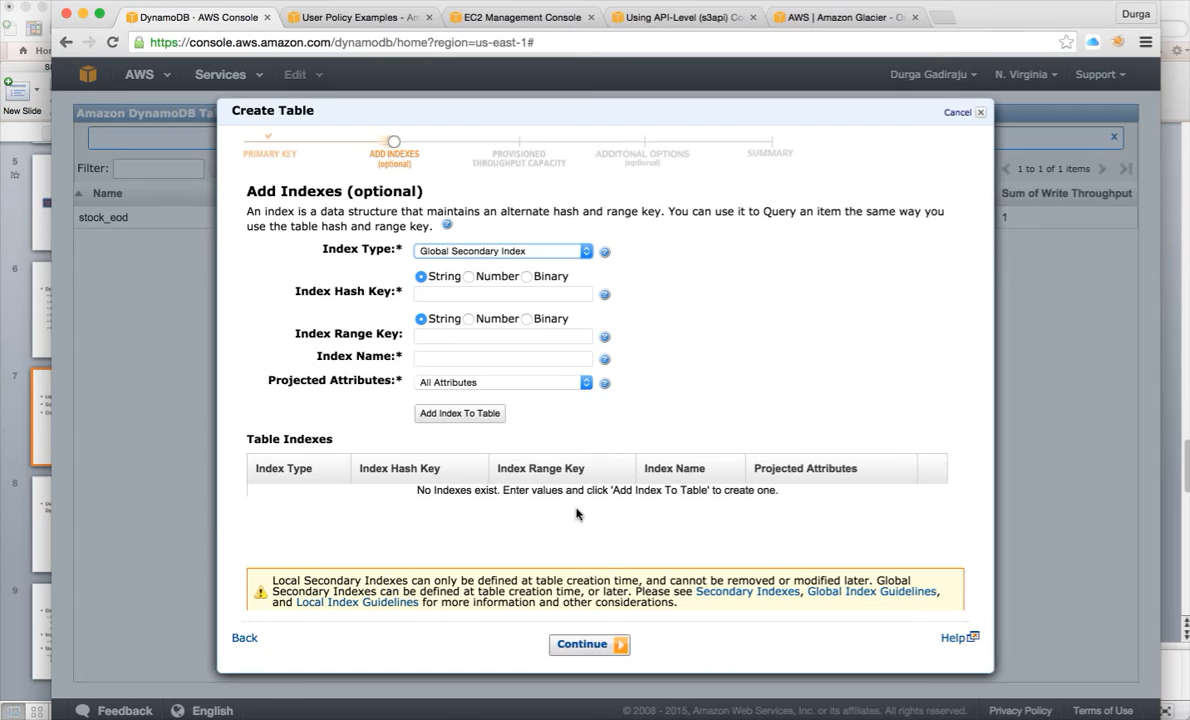 DynamoDB · AWS Console
User Policy Examples - Am
EC2 Management Console
Using API-Level (s3api) Co
AWS | Amazon Glacier - O
Durga
https://console.aws.amazon.com/dynamodb/home?region=us-east-1#
AWS
Services
Edit
Durga Gadiraju
N. Virginia
Support
New Slide
5
6
7
8
9
Amazon DynamoDB Ta
Filter:
Name
stock_eod
1 to 1 of 1 items
Sum of Write Throughput
1
Create Table
Cancel
PRIMARY KEY
ADD INDEXES
(optional)
PROVISIONED
THROUGHPUT CAPACITY
ADDITONAL OPTIONS
(optional)
SUMMARY
Add Indexes (optional)
An index is a data structure that maintains an alternate hash and range key. You can use it to Query an item the same way you
use the table hash and range key.
Index Type:* Global Secondary Index
String Number Binary
Index Hash Key:*
String Number Binary
Index Range Key:
Index Name:*
Projected Attributes:* All Attributes
Add Index To Table
Table Indexes
Index Type Index Hash Key Index Range Key Index Name Projected Attributes
No Indexes exist. Enter values and click 'Add Index To Table' to create one.
Local Secondary Indexes can only be defined at table creation time, and cannot be removed or modified later. Global
Secondary Indexes can be defined at table creation time, or later. Please see Secondary Indexes, Global Index Guidelines,
and Local Index Guidelines for more information and other considerations.
Back
Continue
Help
Feedback
English
© 2008 - 2015, Amazon Web Services, Inc. or its affiliates. All rights reserved.
Privacy Policy
Terms of Use